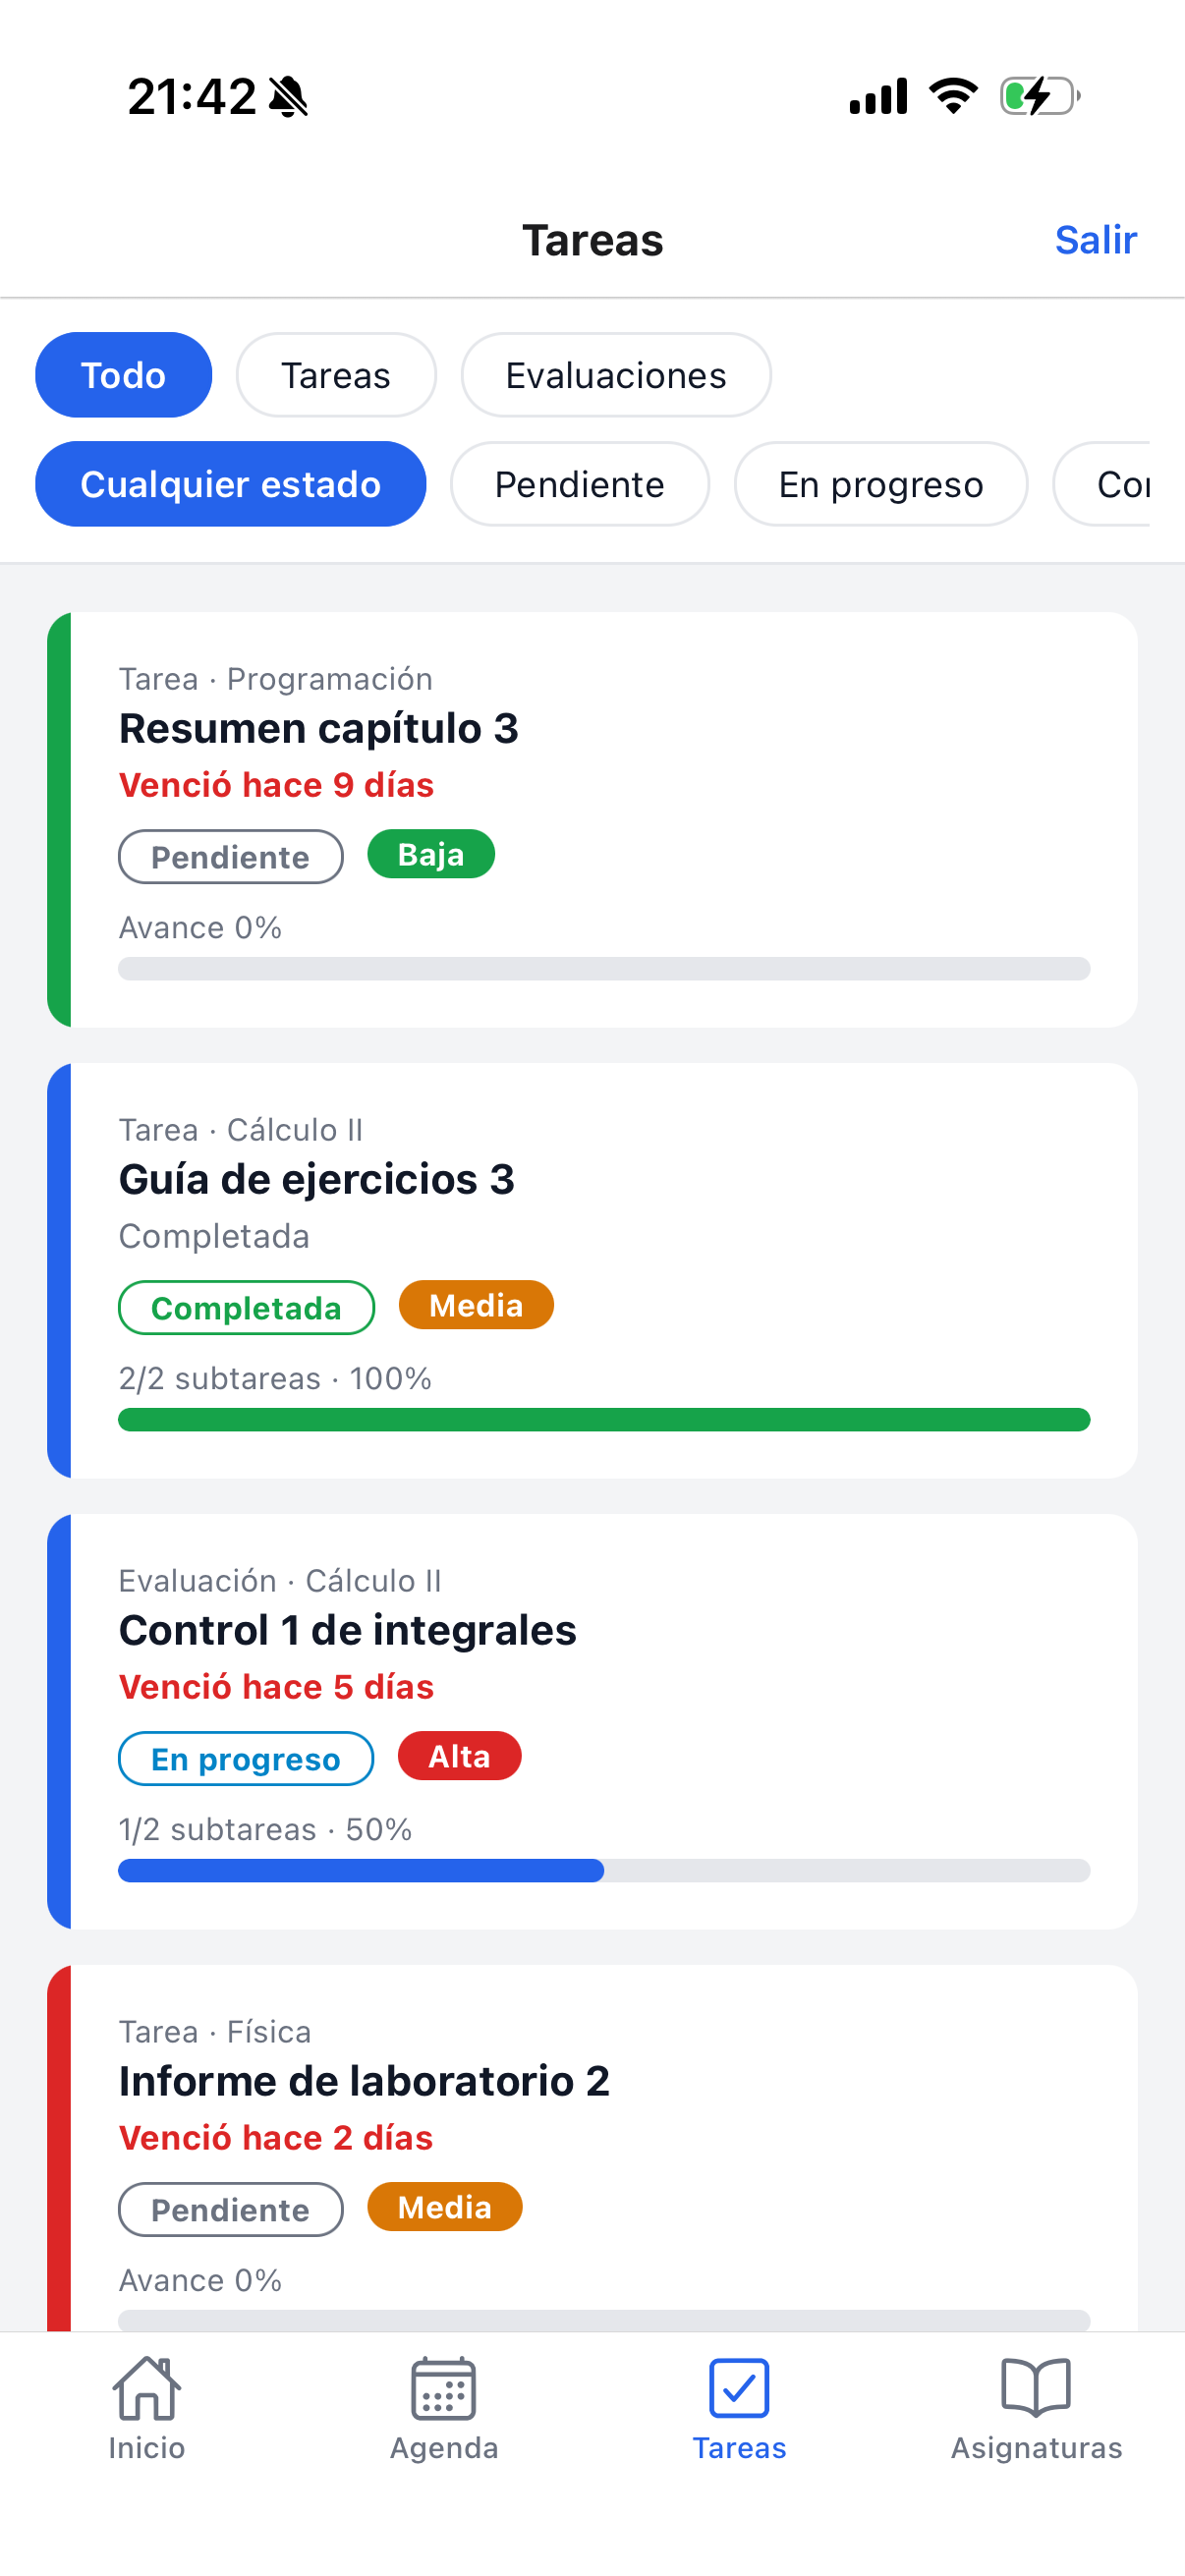 21:42
Tareas
Salir
Todo
Tareas
Evaluaciones
Cualquier estado
Pendiente
En progreso
Tarea · Programación
Resumen capítulo 3
Venció hace 9 días
Pendiente
Baja
Avance 0%
Tarea · Cálculo II
Guía de ejercicios 3
Completada
Completada
Media
2/2 subtareas · 100%
Evaluación · Cálculo II
Control 1 de integrales
Venció hace 5 días
En progreso
Alta
1/2 subtareas · 50%
Tarea · Física
Informe de laboratorio 2
Venció hace 2 días
Pendiente
Media
Avance 0%
Inicio
Agenda
Tareas
Asignaturas